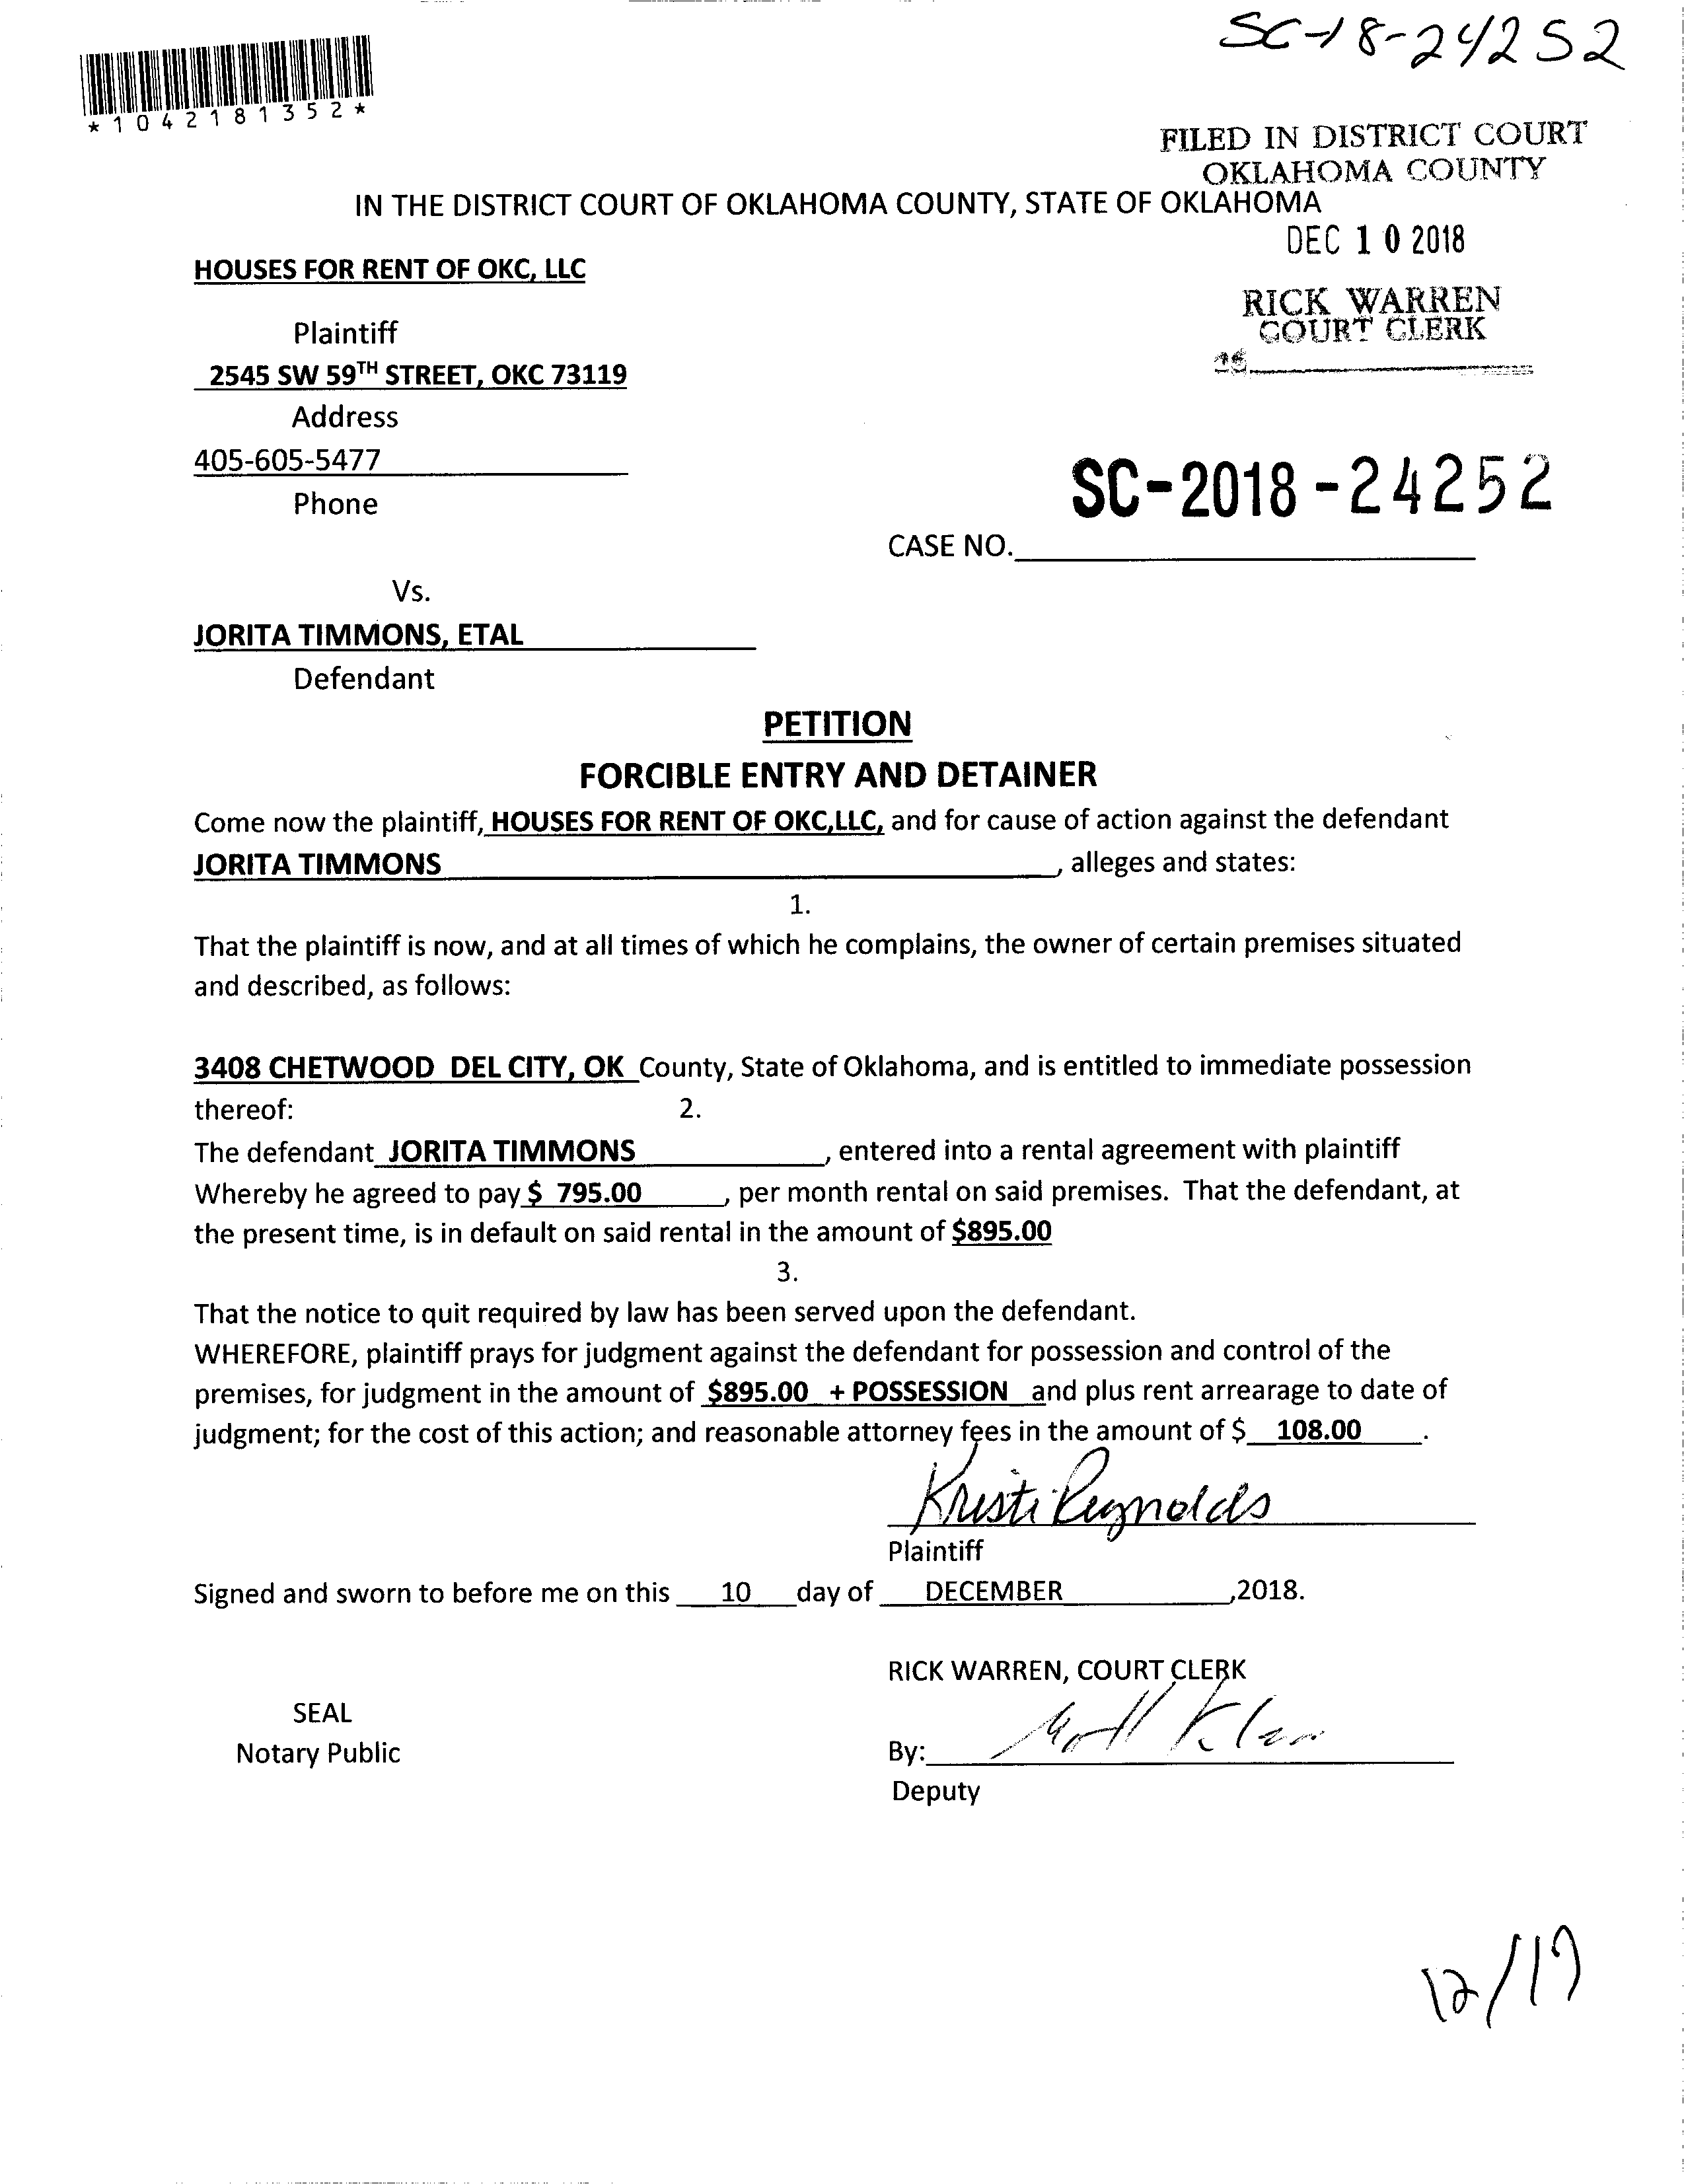 SC-18-24252
*1042181352*
FILED IN DISTRICT COURT
OKLAHOMA COUNTY
IN THE DISTRICT COURT OF OKLAHOMA COUNTY, STATE OF OKLAHOMA
DEC 10 2018
HOUSES FOR RENT OF OKC, LLC
RICK WARREN
COURT CLERK
Plaintiff
2545 SW 59TH STREET, OKC 73119
Address
405-605-5477
SC-2018-24252
Phone
CASE NO.
Vs.
JORITA TIMMONS, ETAL
Defendant
PETITION
FORCIBLE ENTRY AND DETAINER
Come now the plaintiff, HOUSES FOR RENT OF OKC,LLC, and for cause of action against the defendant
JORITA TIMMONS, alleges and states:
1.
That the plaintiff is now, and at all times of which he complains, the owner of certain premises situated
and described, as follows:
3408 CHETWOOD DEL CITY, OK County, State of Oklahoma, and is entitled to immediate possession
thereof: 2.
The defendant JORITA TIMMONS, entered into a rental agreement with plaintiff
Whereby he agreed to pay $ 795.00, per month rental on said premises. That the defendant, at
the present time, is in default on said rental in the amount of $895.00
3.
That the notice to quit required by law has been served upon the defendant.
WHEREFORE, plaintiff prays for judgment against the defendant for possession and control of the
premises, for judgment in the amount of $895.00 + POSSESSION and plus rent arrearage to date of
judgment; for the cost of this action; and reasonable attorney fees in the amount of $ 108.00.
Kristi Reynolds
Plaintiff
Signed and sworn to before me on this 10 day of DECEMBER,2018.
RICK WARREN, COURT CLERK
SEAL
Notary Public
By:
Deputy
12/19